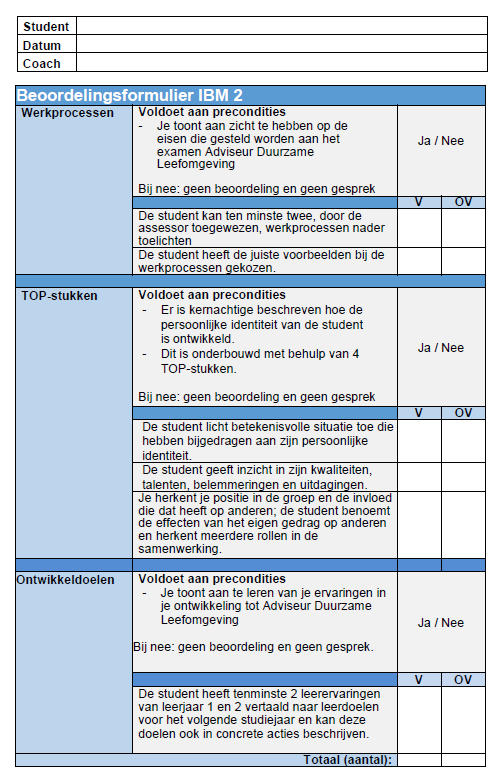 Student
Datum
Coach
Beoordelingsformulier IBM 2
Werkprocessen
Voldoet aan precondities
- Je toont aan zicht te hebben op de
eisen die gesteld worden aan het
examen Adviseur Duurzame
Leefomgeving
Bij nee: geen beoordeling en geen gesprek
Ja / Nee
V OV
De student kan ten minste twee, door de
assessor toegewezen, werkprocessen nader
toelichten
De student heeft de juiste voorbeelden bij de
werkprocessen gekozen.
TOP-stukken
Voldoet aan precondities
- Er is kernachtige beschreven hoe de
persoonlijke identiteit van de student
is ontwikkeld.
- Dit is onderbouwd met behulp van 4
TOP-stukken.
Bij nee: geen beoordeling en geen gesprek
Ja / Nee
V OV
De student licht betekenisvolle situatie toe die
hebben bijgedragen aan zijn persoonlijke
identiteit.
De student geeft inzicht in zijn kwaliteiten,
talenten, belemmeringen en uitdagingen.
Je herkent je positie in de groep en de invloed
die dat heeft op anderen; de student benoemt
de effecten van het eigen gedrag op anderen
en herkent meerdere rollen in de
samenwerking.
Ontwikkeldoelen
Voldoet aan precondities
- Je toont aan te leren van je ervaringen in
je ontwikkeling tot Adviseur Duurzame
Leefomgeving
Bij nee: geen beoordeling en geen gesprek.
Ja / Nee
V OV
De student heeft tenminste 2 leerervaringen
van leerjaar 1 en 2 vertaald naar leerdoelen
voor het volgende studiejaar en kan deze
doelen ook in concrete acties beschrijven.
Totaal (aantal):